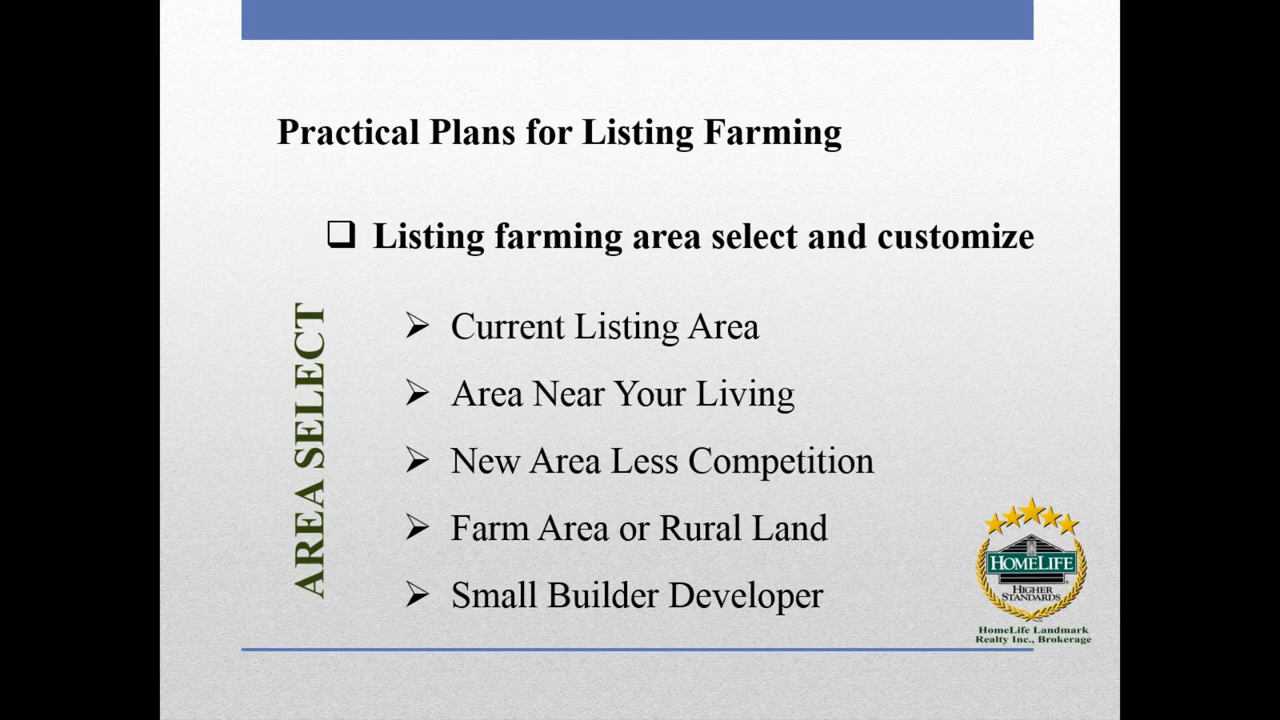 Practical Plans for Listing Farming
❑ Listing farming area select and customize
AREA SELECT
➢ Current Listing Area
➢ Area Near Your Living
➢ New Area Less Competition
➢ Farm Area or Rural Land
➢ Small Builder Developer
HOMELIFE
HIGHER
STANDARDS
HomeLife Landmark
Realty Inc., Brokerage